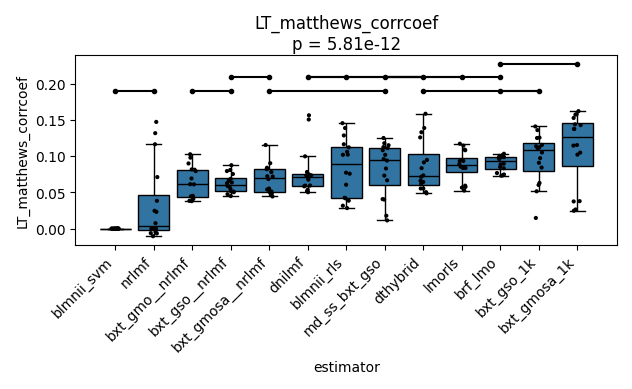 LT_matthews_corrcoef
p = 5.81e-12
LT_matthews_corrcoef
0.20
0.15
0.10
0.05
0.00
blmnii_svm
nrlmf
bxt_gmo__nrlmf
bxt_gso__nrlmf
bxt_gmosa__nrlmf
dnilmf
blmnii_rls
md_ss_bxt_gso
dthybrid
lmorls
brf_lmo
bxt_gso_1k
bxt_gmosa_1k
estimator